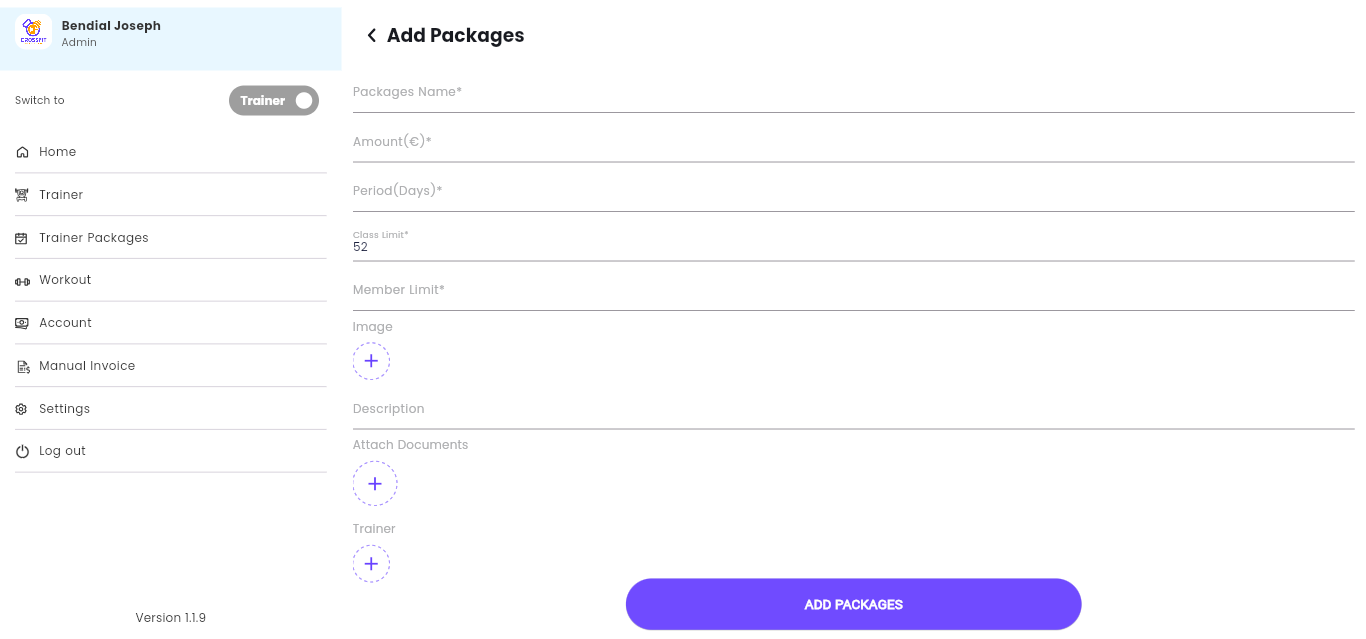 Bendial Joseph
Admin
CROSSFIT
Switch to
Trainer
Home
Trainer
Trainer Packages
Workout
Account
Manual Invoice
Settings
Log out
Version 1.1.9
Add Packages
Packages Name*
Amount(€)*
Period(Days)*
Class Limit*
52
Member Limit*
Image
Description
Attach Documents
Trainer
ADD PACKAGES